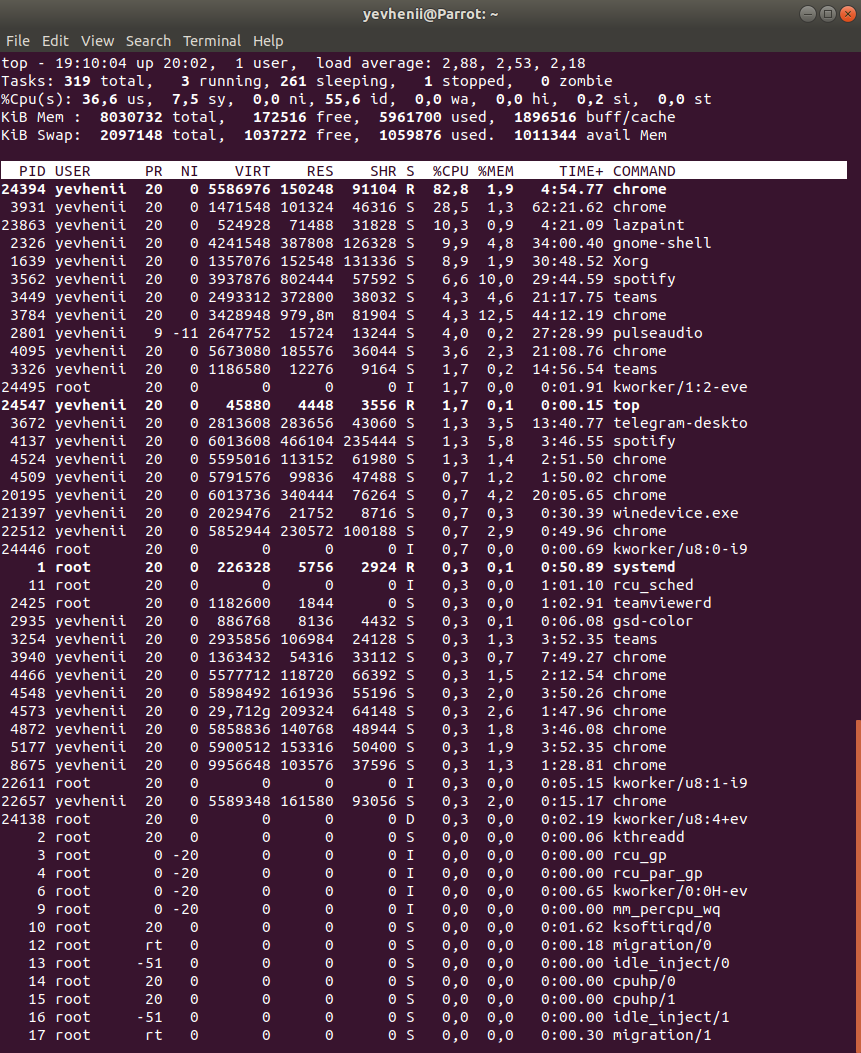 yevhenii@Parrot: ~
File Edit View Search Terminal Help
top - 19:10:04 up 20:02,  1 user,  load average: 2,88, 2,53, 2,18
Tasks: 319 total,   3 running, 261 sleeping,   1 stopped,   0 zombie
%Cpu(s): 36,6 us,  7,5 sy,  0,0 ni, 55,6 id,  0,0 wa,  0,0 hi,  0,2 si,  0,0 st
KiB Mem :  8030732 total,   172516 free,  5961700 used,  1896516 buff/cache
KiB Swap:  2097148 total,  1037272 free,  1059876 used.  1011344 avail Mem
PID USER PR NI VIRT RES SHR S %CPU %MEM TIME+ COMMAND
24394 yevhenii 20 0 5586976 150248 91104 R 82,8 1,9 4:54.77 chrome
3931 yevhenii 20 0 1471548 101324 46316 S 28,5 1,3 62:21.62 chrome
23863 yevhenii 20 0 524928 71488 31828 S 10,3 0,9 4:21.09 lazpaint
2326 yevhenii 20 0 4241548 387808 126328 S 9,9 4,8 34:00.40 gnome-shell
1639 yevhenii 20 0 1357076 152548 131336 S 8,9 1,9 30:48.52 Xorg
3562 yevhenii 20 0 3937876 802444 57592 S 6,6 10,0 29:44.59 spotify
3449 yevhenii 20 0 2493312 372800 38032 S 4,3 4,6 21:17.75 teams
3784 yevhenii 20 0 3428948 979,8m 81904 S 4,3 12,5 44:12.19 chrome
2801 yevhenii 9 -11 2647752 15724 13244 S 4,0 0,2 27:28.99 pulseaudio
4095 yevhenii 20 0 5673080 185576 36044 S 3,6 2,3 21:08.76 chrome
3326 yevhenii 20 0 1186580 12276 9164 S 1,7 0,2 14:56.54 teams
24495 root 20 0 0 0 0 I 1,7 0,0 0:01.91 kworker/1:2-eve
24547 yevhenii 20 0 45880 4448 3556 R 1,7 0,1 0:00.15 top
3672 yevhenii 20 0 2813608 283656 43060 S 1,3 3,5 13:40.77 telegram-deskto
4137 yevhenii 20 0 6013608 466104 235444 S 1,3 5,8 3:46.55 spotify
4524 yevhenii 20 0 5595016 113152 61980 S 1,3 1,4 2:51.50 chrome
4509 yevhenii 20 0 5791576 99836 47488 S 0,7 1,2 1:50.02 chrome
20195 yevhenii 20 0 6013736 340444 76264 S 0,7 4,2 20:05.65 chrome
21397 yevhenii 20 0 2029476 21752 8716 S 0,7 0,3 0:30.39 winedevice.exe
22512 yevhenii 20 0 5852944 230572 100188 S 0,7 2,9 0:49.96 chrome
24446 root 20 0 0 0 0 I 0,7 0,0 0:00.69 kworker/u8:0-i9
1 root 20 0 226328 5756 2924 R 0,3 0,1 0:50.89 systemd
11 root 20 0 0 0 0 I 0,3 0,0 1:01.10 rcu_sched
2425 root 20 0 1182600 1844 0 S 0,3 0,0 1:02.91 teamviewerd
2935 yevhenii 20 0 886768 8136 4432 S 0,3 0,1 0:06.08 gsd-color
3254 yevhenii 20 0 2935856 106984 24128 S 0,3 1,3 3:52.35 teams
3940 yevhenii 20 0 1363432 54316 33112 S 0,3 0,7 7:49.27 chrome
4466 yevhenii 20 0 5577712 118720 66392 S 0,3 1,5 2:12.54 chrome
4548 yevhenii 20 0 5898492 161936 55196 S 0,3 2,0 3:50.26 chrome
4573 yevhenii 20 0 29,712g 209324 64148 S 0,3 2,6 1:47.96 chrome
4872 yevhenii 20 0 5858836 140768 48944 S 0,3 1,8 3:46.08 chrome
5177 yevhenii 20 0 5900512 153316 50400 S 0,3 1,9 3:52.35 chrome
8675 yevhenii 20 0 9956648 103576 37596 S 0,3 1,3 1:28.81 chrome
22611 root 20 0 0 0 0 I 0,3 0,0 0:05.15 kworker/u8:1-i9
22657 yevhenii 20 0 5589348 161580 93056 S 0,3 2,0 0:15.17 chrome
24138 root 20 0 0 0 0 D 0,3 0,0 0:02.19 kworker/u8:4+ev
2 root 20 0 0 0 0 S 0,0 0,0 0:00.06 kthreadd
3 root 0 -20 0 0 0 I 0,0 0,0 0:00.00 rcu_gp
4 root 0 -20 0 0 0 I 0,0 0,0 0:00.00 rcu_par_gp
6 root 0 -20 0 0 0 I 0,0 0,0 0:00.65 kworker/0:0H-ev
9 root 0 -20 0 0 0 I 0,0 0,0 0:00.00 mm_percpu_wq
10 root 20 0 0 0 0 S 0,0 0,0 0:01.62 ksoftirqd/0
12 root rt 0 0 0 0 S 0,0 0,0 0:00.18 migration/0
13 root -51 0 0 0 0 S 0,0 0,0 0:00.00 idle_inject/0
14 root 20 0 0 0 0 S 0,0 0,0 0:00.00 cpuhp/0
15 root 20 0 0 0 0 S 0,0 0,0 0:00.00 cpuhp/1
16 root -51 0 0 0 0 S 0,0 0,0 0:00.00 idle_inject/1
17 root rt 0 0 0 0 S 0,0 0,0 0:00.30 migration/1